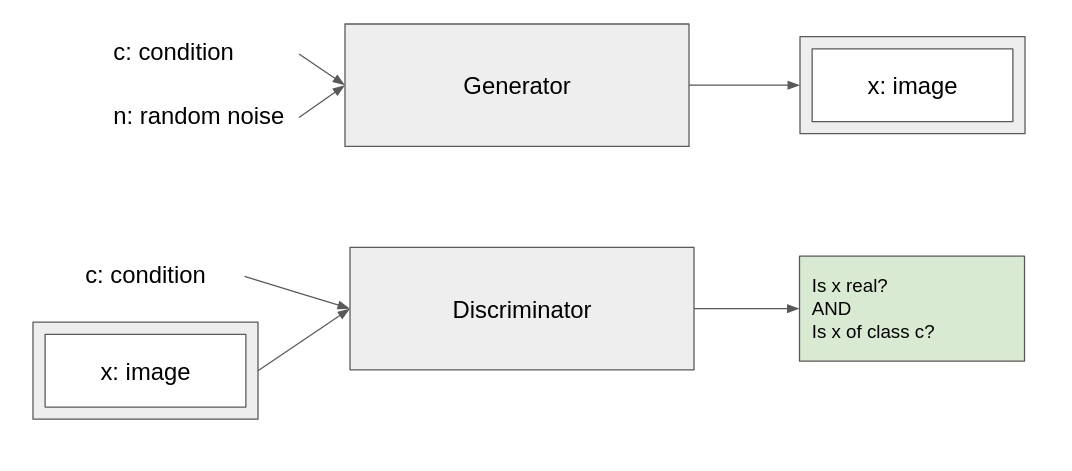 c: condition
n: random noise
Generator
x: image
c: condition
x: image
Discriminator
Is x real?
AND
Is x of class c?